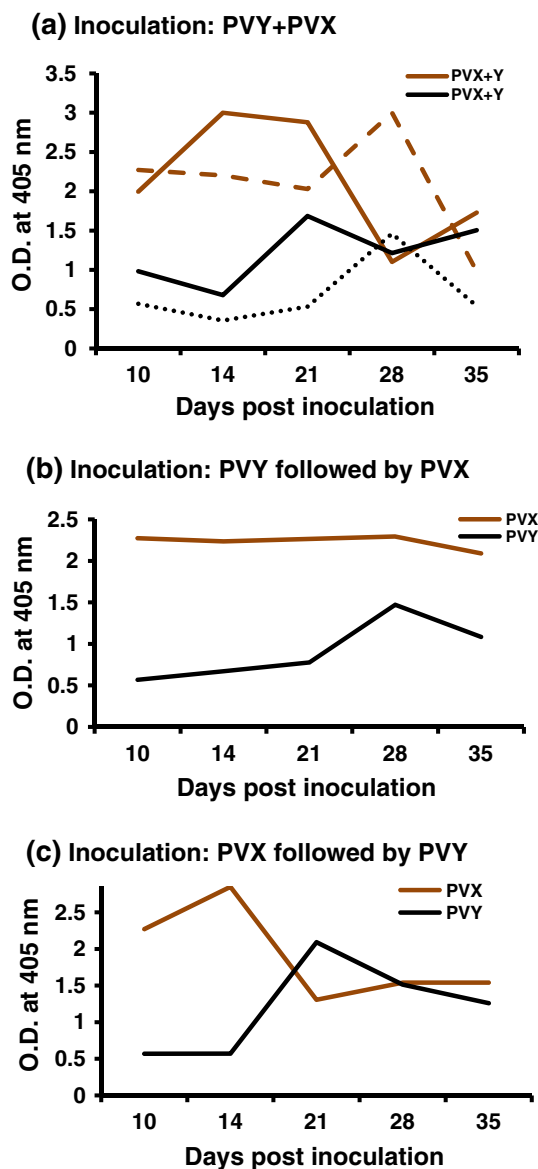 (a) Inoculation: PVY+PVX
PVX+Y
PVX+Y
O.D. at 405 nm
3.5
3
2.5
2
1.5
1
0.5
0
10 14 21 28 35
Days post inoculation
(b) Inoculation: PVY followed by PVX
PVX
PVY
O.D. at 405 nm
2.5
2
1.5
1
0.5
0
10 14 21 28 35
Days post inoculation
(c) Inoculation: PVX followed by PVY
PVX
PVY
O.D. at 405 nm
2.5
2
1.5
1
0.5
0
10 14 21 28 35
Days post inoculation